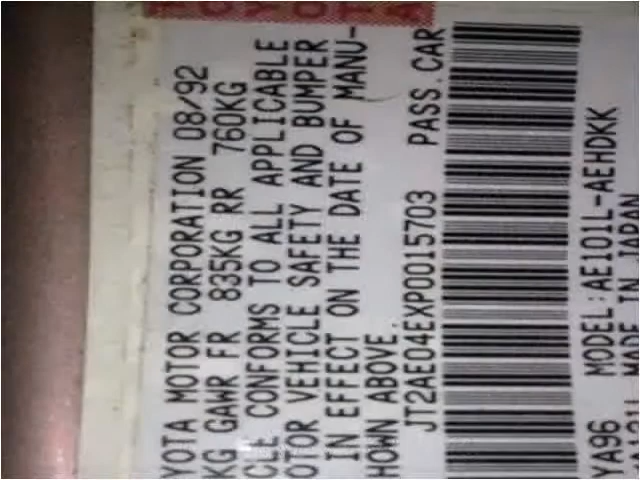 TOYOTA
YOTA MOTOR CORPORATION 08/92
KG GAWR FR 835KG RR 760KG
CLE CONFORMS TO ALL APPLICABLE
OTOR VEHICLE SAFETY AND BUMPER
IN EFFECT ON THE DATE OF MANU-
HOWN ABOVE.
JT2AE04EXP0015703 PASS.CAR
YA96 MODEL:AE101L-AEHDKK
MADE IN JAPAN